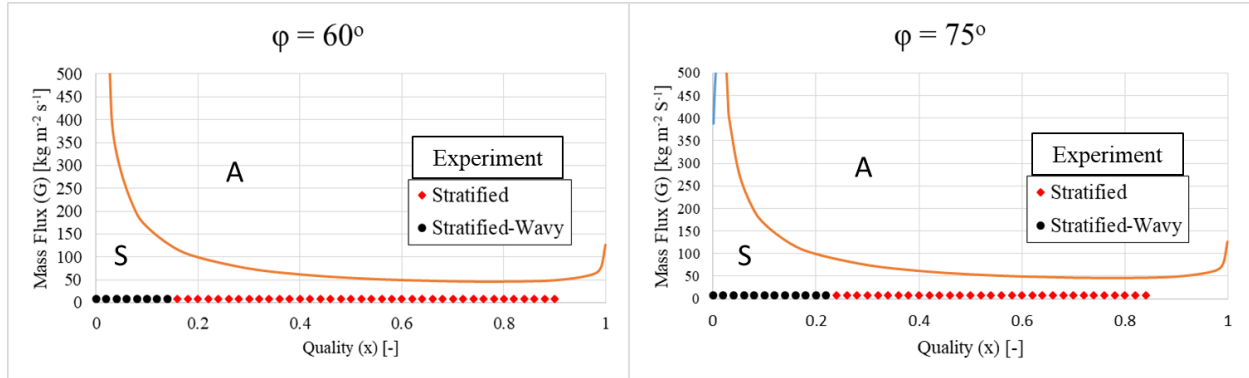 φ = 60°
Mass Flux (G) [kg m⁻² S⁻¹]
500
450
400
350
300
250
200
150
100
50
0
A
S
Experiment
Stratified
Stratified-Wavy
0
0.2
0.4
0.6
0.8
1
Quality (x) [-]
φ = 75°
Mass Flux (G) [kg m⁻² S⁻¹]
500
450
400
350
300
250
200
150
100
50
0
A
S
Experiment
Stratified
Stratified-Wavy
0
0.2
0.4
0.6
0.8
1
Quality (x) [-]